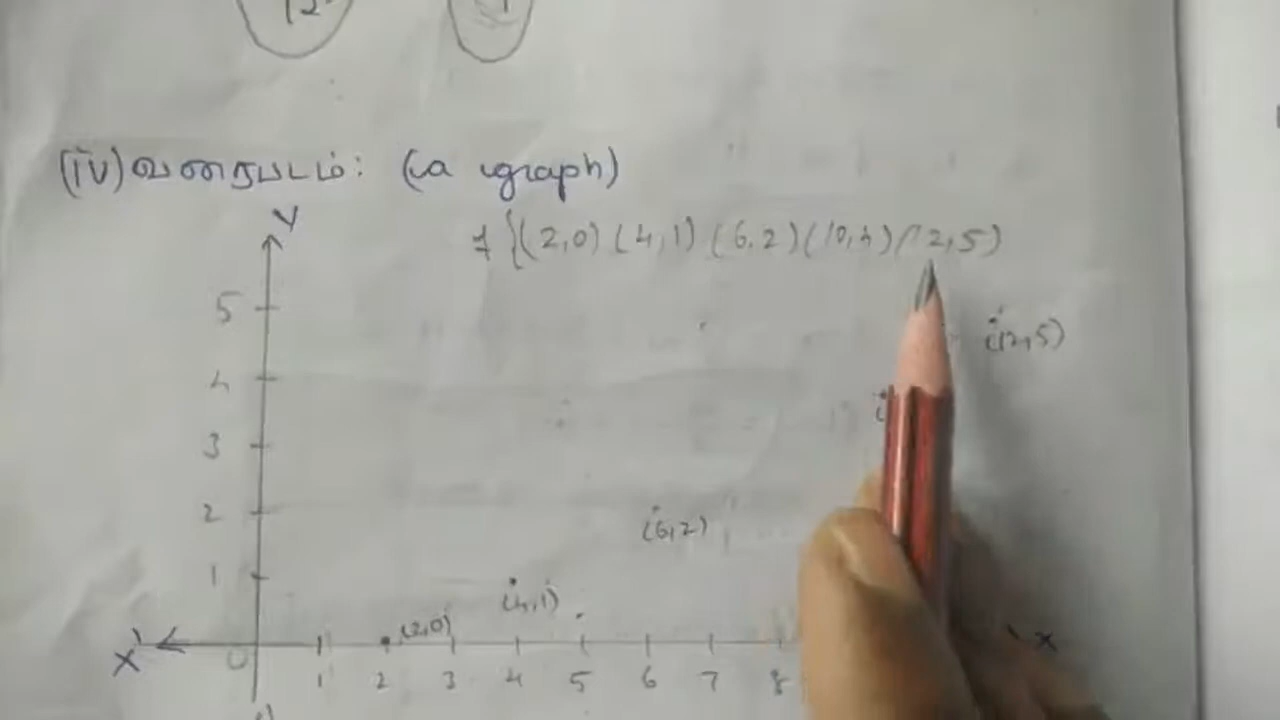 12
(iv) வரைபடம்: (a graph)
Y
f {(2,0) (4,1) (6,2) (10,4) (12,5)
5
(12,5)
4
3
2
(6,2)
1
(4,1)
(2,0)
X' 0 X
1 2 3 4 5 6 7 8